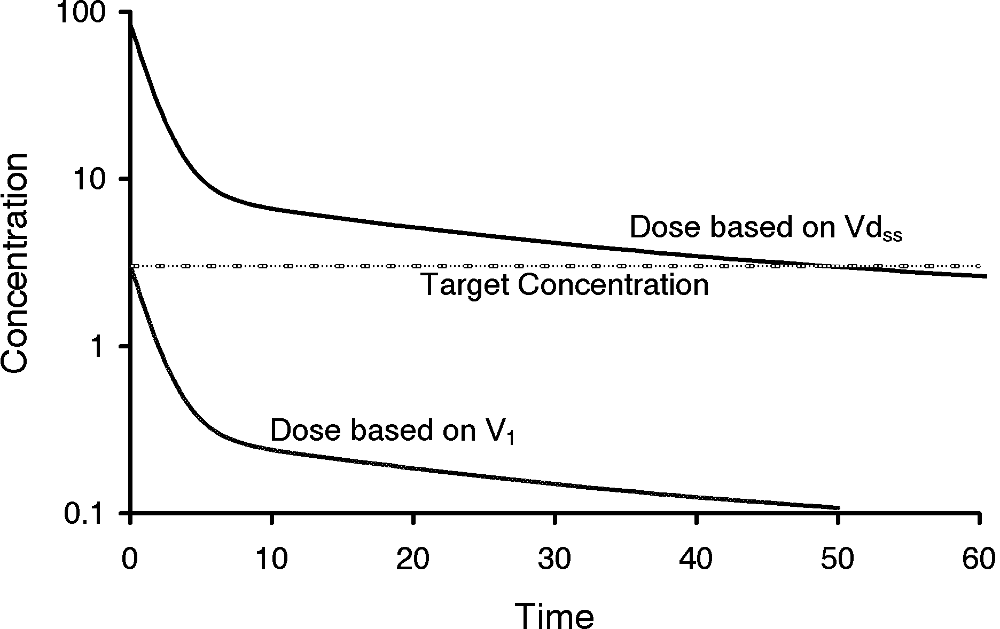 100
10
1
0.1
Concentration
Dose based on Vdss
Target Concentration
Dose based on V1
0 10 20 30 40 50 60
Time